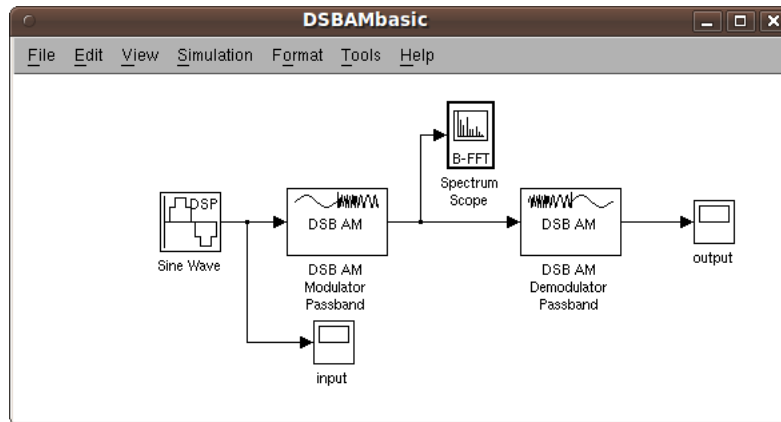 DSBAMbasic
File Edit View Simulation Format Tools Help
B-FFT
Spectrum
Scope
DSP
Sine Wave
DSB AM
DSB AM
Modulator
Passband
DSB AM
DSB AM
Demodulator
Passband
output
input